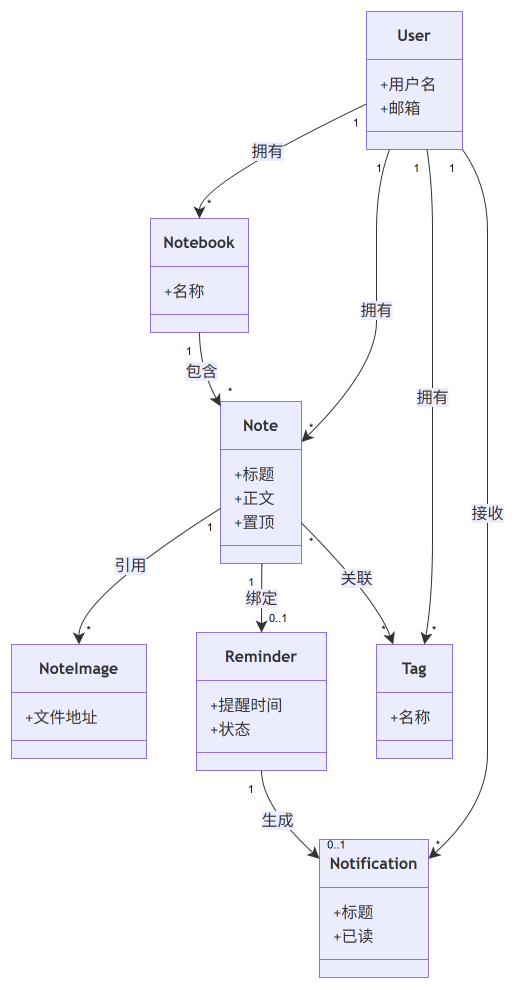 User
+用户名
+邮箱
1
1
1
1
拥有
*
Notebook
+名称
拥有
1
包含
*
拥有
Note
*
+标题
+正文
+置顶
接收
1
*
引用
1
绑定
关联
0..1
*
*
*
NoteImage
+文件地址
Reminder
+提醒时间
+状态
Tag
+名称
1
生成
0..1
*
Notification
+标题
+已读